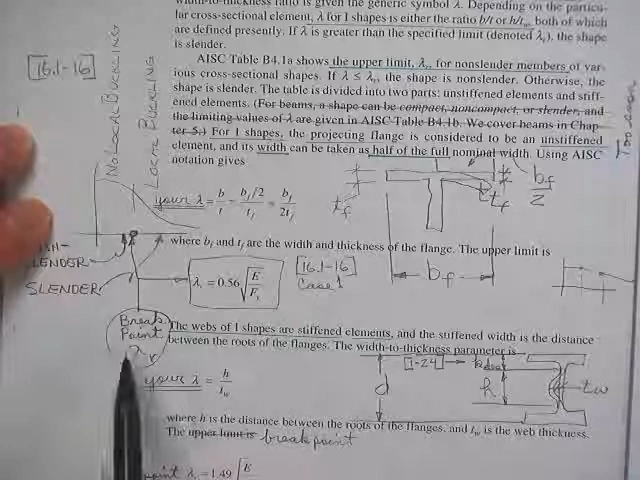 width-to-thickness ratio is given the generic symbol λ. Depending on the particu-
lar cross-sectional element, λ for I shapes is either the ratio b/t or h/tw, both of which
are defined presently. If λ is greater than the specified limit (denoted λr), the shape
is slender.
AISC Table B4.1a shows the upper limit, λr, for nonslender members of var-
ious cross-sectional shapes. If λ ≤ λr, the shape is nonslender. Otherwise, the
shape is slender. The table is divided into two parts: unstiffened elements and stiff-
ened elements. (For beams, a shape can be compact, noncompact, or slender, and
the limiting values of λ are given in AISC Table B4.1b. We cover beams in Chap-
ter 5.) For I shapes, the projecting flange is considered to be an unstiffened
element, and its width can be taken as half of the full nominal width. Using AISC
notation gives
[16.1-16]
NO LOCAL BUCKLING
LOCAL BUCKLING
your λ = b/t = bf/2 / tf = bf / 2tf
tf
tf
bf/2
where bf and tf are the width and thickness of the flange. The upper limit is
SLENDER
SLENDER
λr = 0.56 √E/Fy
[16.1-16]
Case 1
bf
Break
Point
λr
The webs of I shapes are stiffened elements, and the stiffened width is the distance
between the roots of the flanges. The width-to-thickness parameter is
your λ = h/tw
[1-24]
kdes
d
h
tw
where h is the distance between the roots of the flanges, and tw is the web thickness.
The upper limit is breakpoint
point λ = 1.49 √E